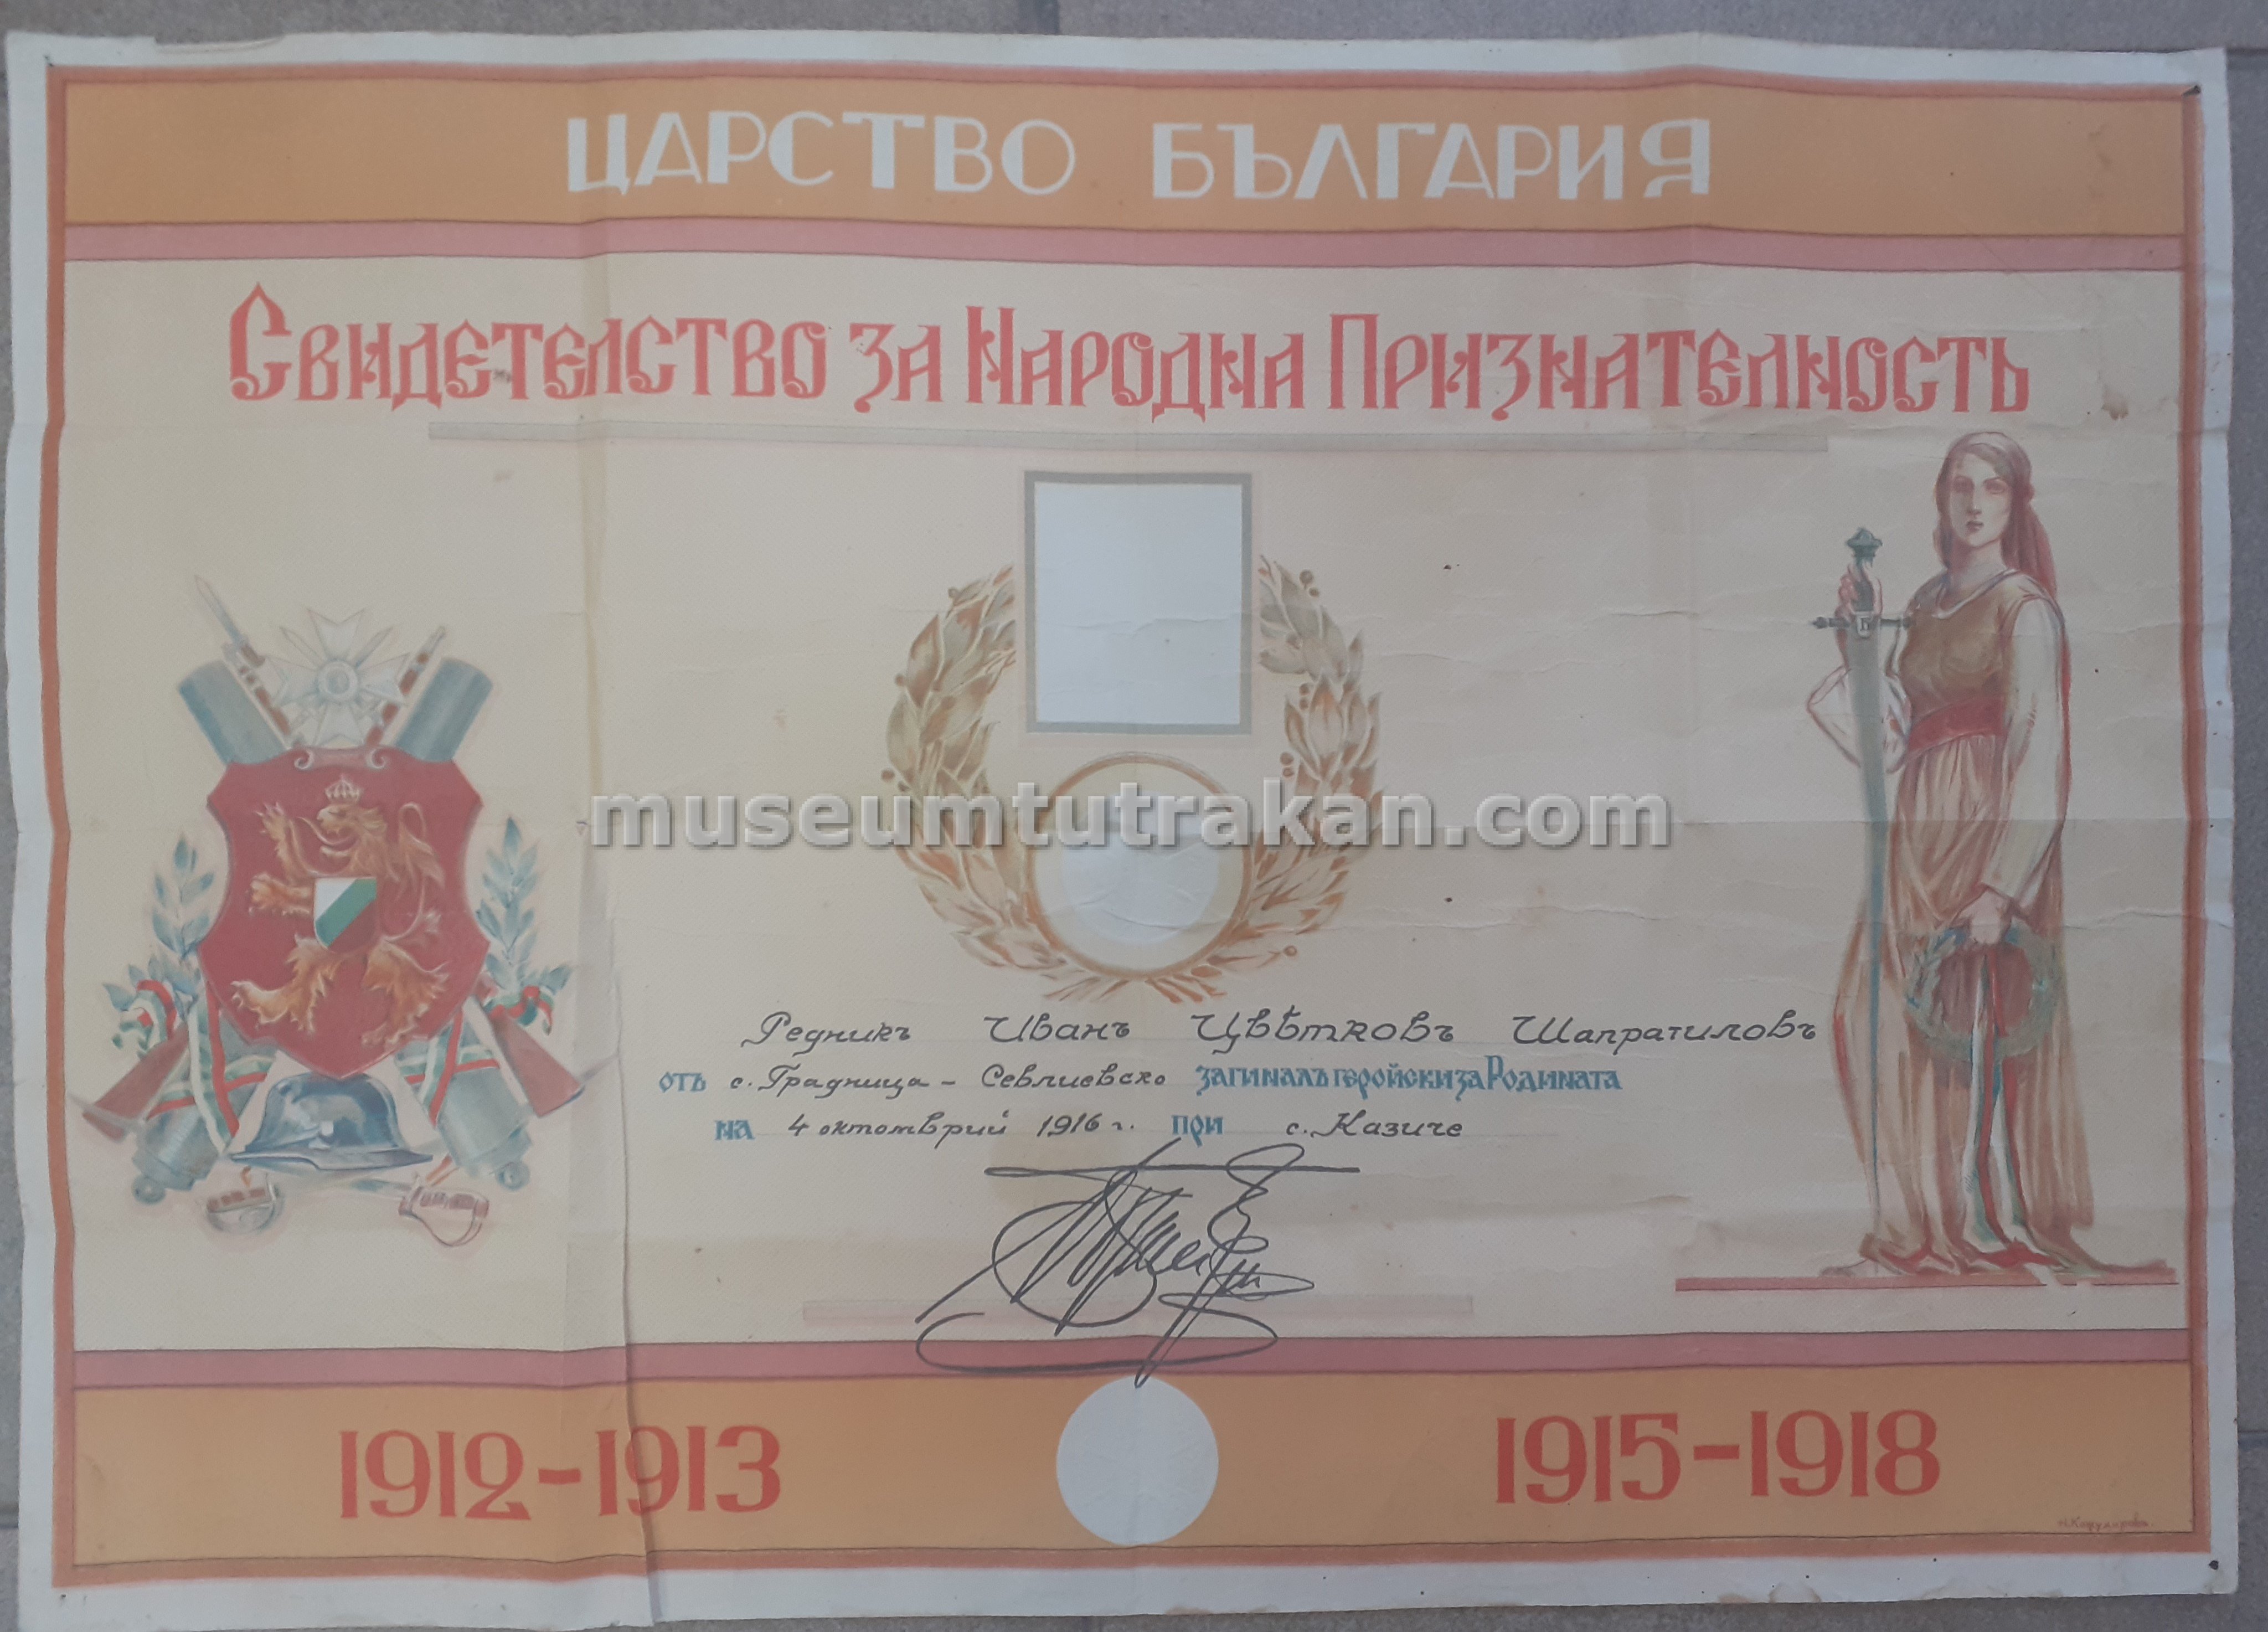 ЦАРСТВО БЪЛГАРИЯ
СВИДЕТЕЛСТВО ЗА НАРОДНА ПРИЗНАТЕЛНОСТЬ
museumtutrakan.com
Редникъ Иванъ Цвѣтковъ Шапратиловъ
отъ с. Градница - Севлиевско загиналъ геройски за Родината
на 4 октомврий 1916 г. при с. Казиче
1912-1913
1915-1918